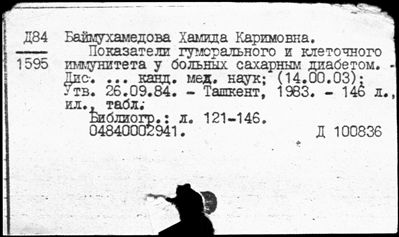 Д84 Баймухамедова Хамида Каримовна.
Показатели гуморального и клеточного
1595 иммунитета у больных сахарным диабетом. -
Дис. ... канд. мед. наук; (14.00.03);
Утв. 26.09.84. - Ташкент, 1983. - 146 л.,
ил., табл.
Библиогр.: л. 121-146.
04840002941. Д 100836